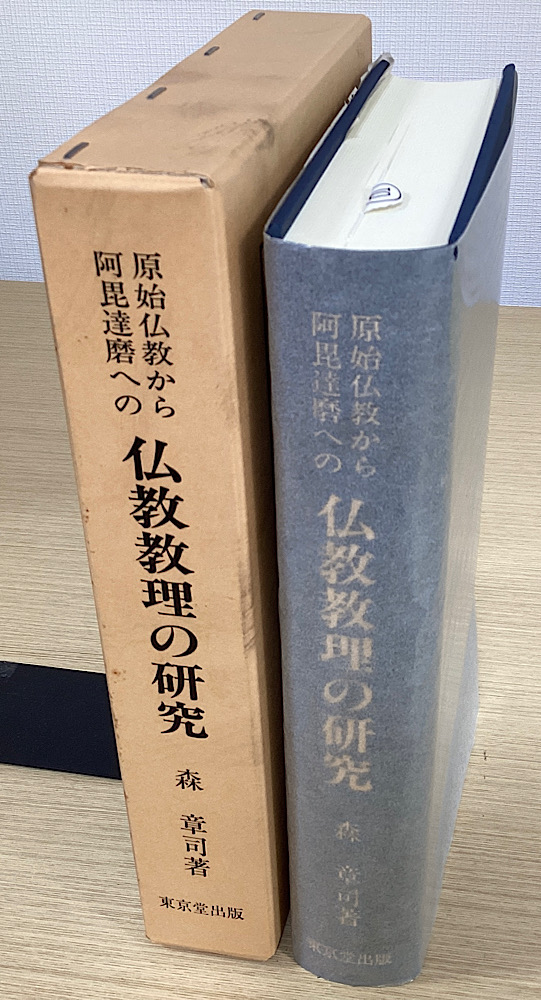 原始仏教から
阿毘達磨への
仏教教理の研究
森 章司著
東京堂出版
原始仏教から
阿毘達磨への
仏教教理の研究
森 章司著
東京堂出版